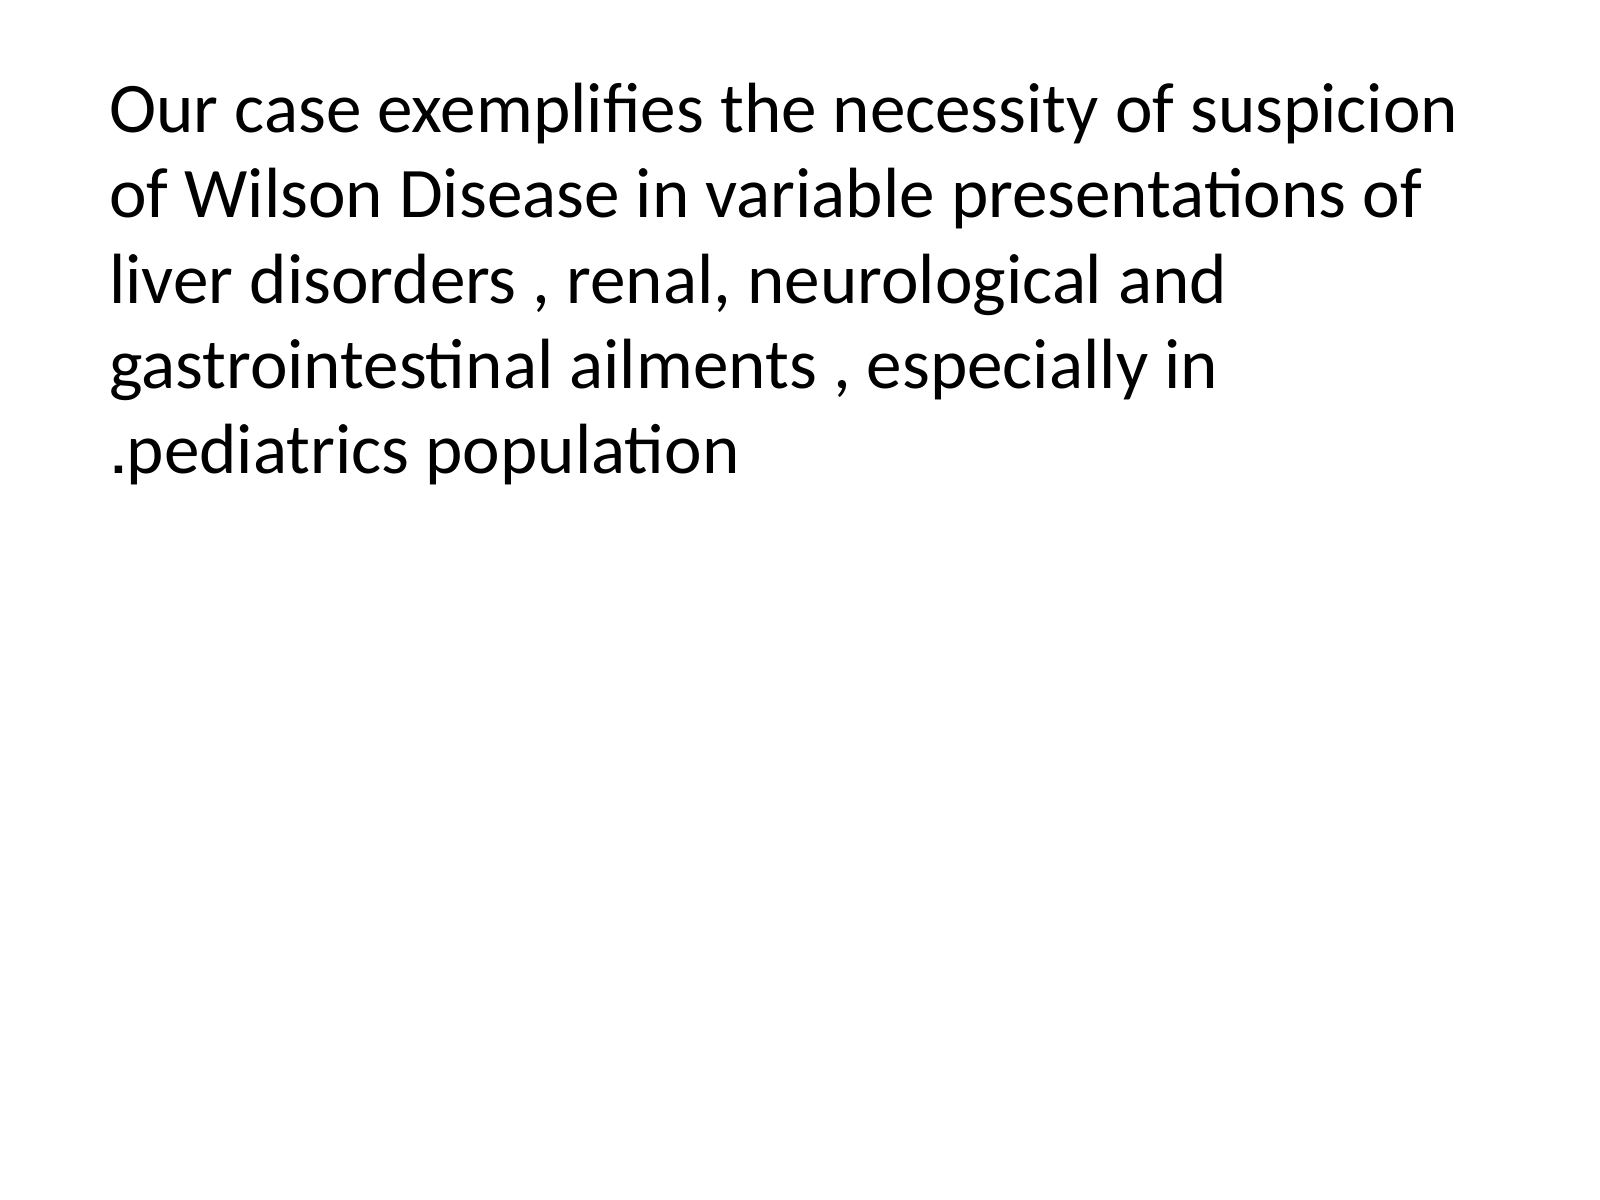 Our case exemplifies the necessity of suspicion
of Wilson Disease in variable presentations of
liver disorders , renal, neurological and
gastrointestinal ailments , especially in
.pediatrics population